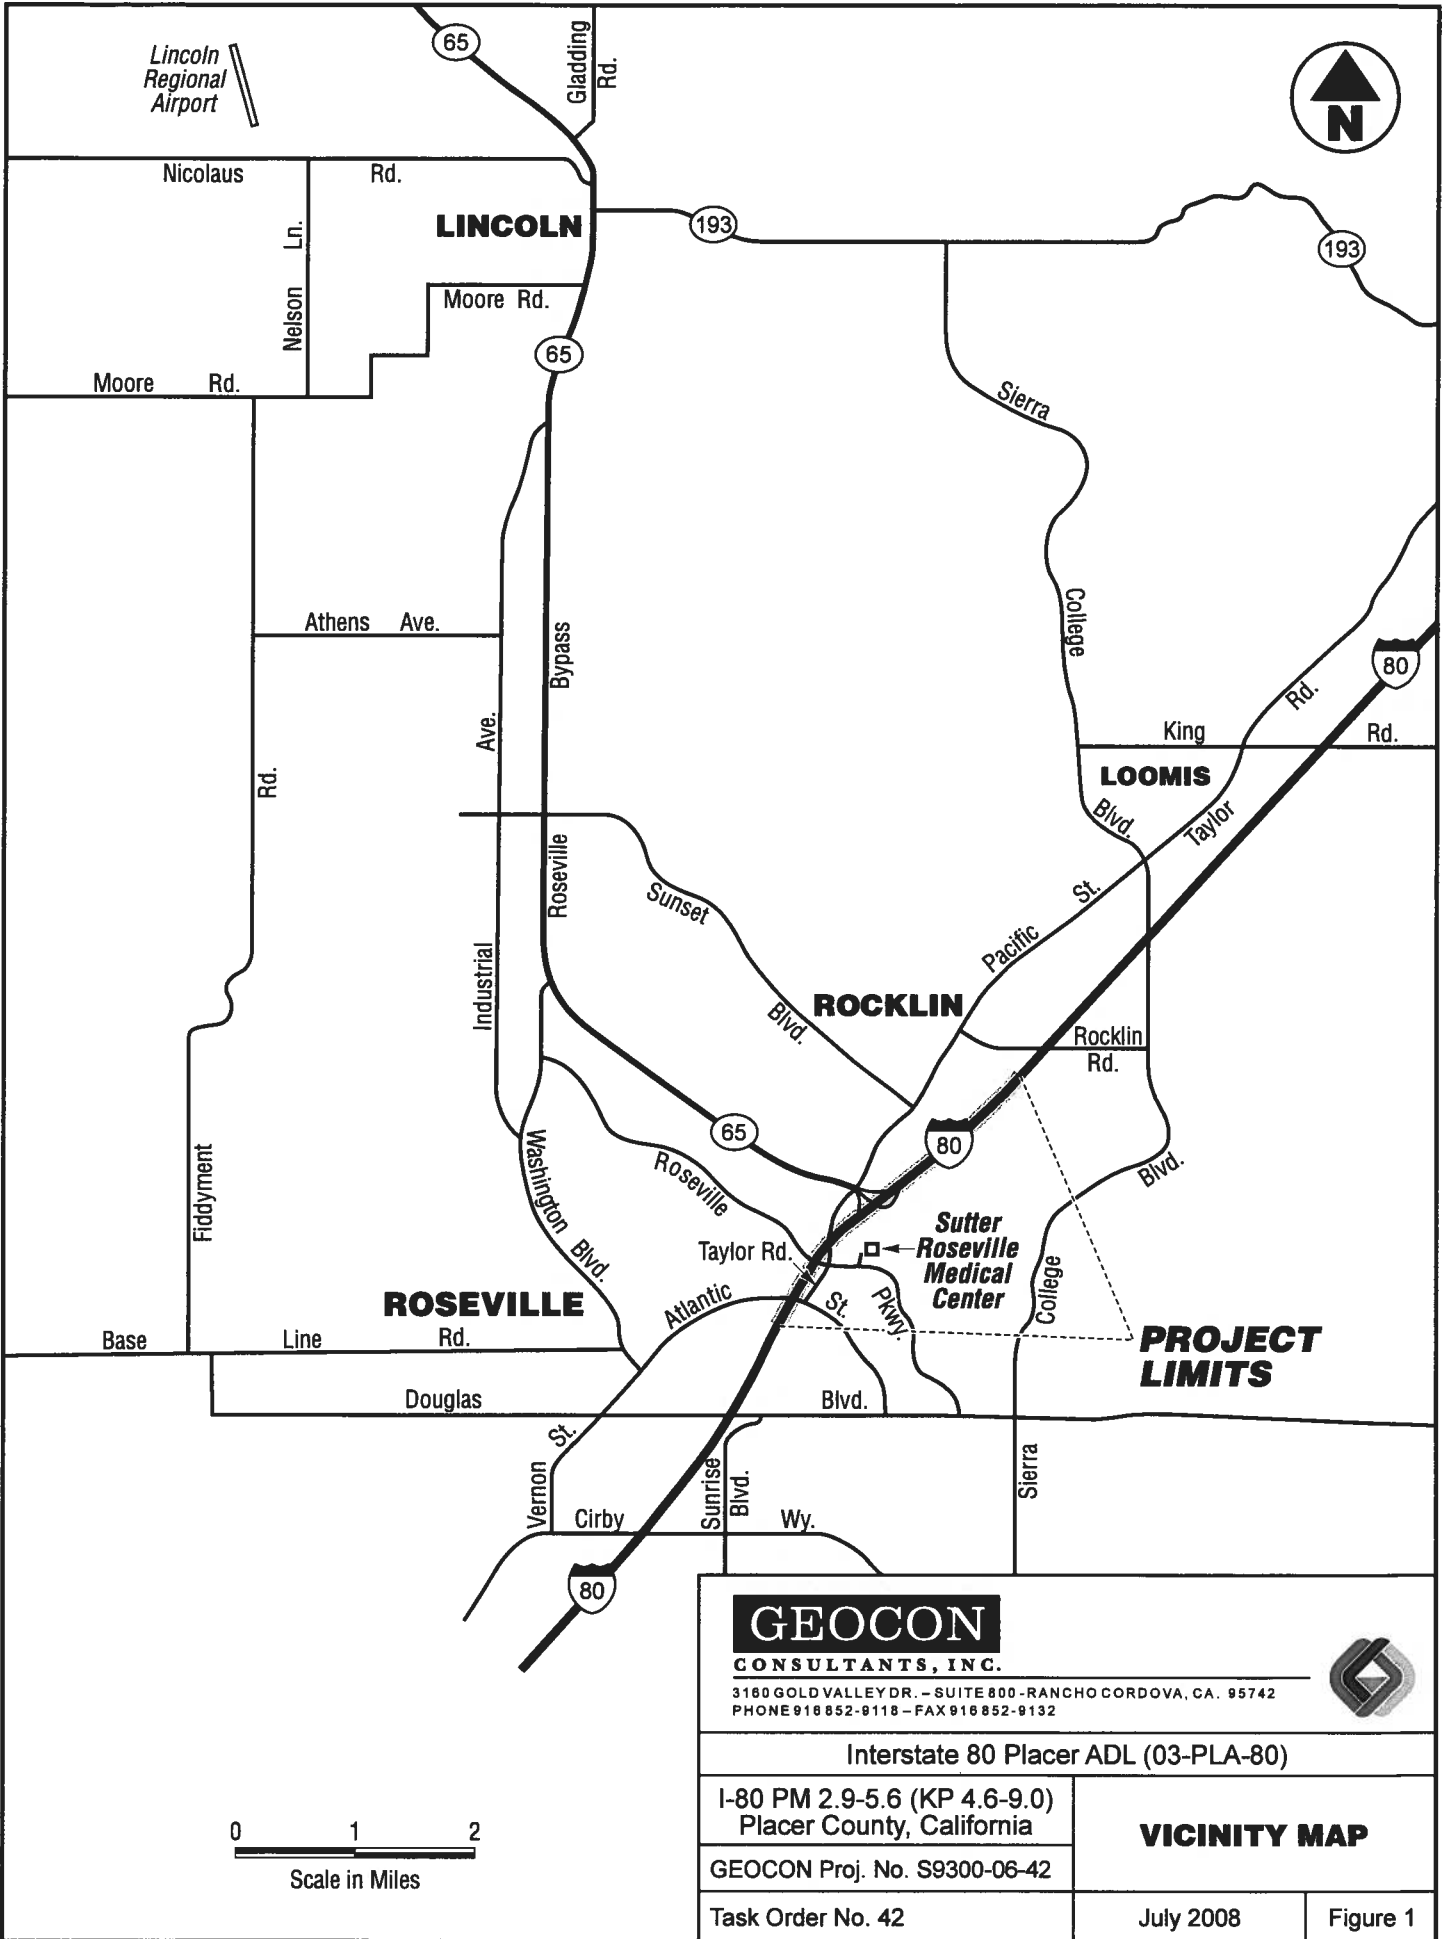 Lincoln
Regional
Airport
65
Gladding
Rd.
N
Nicolaus Rd.
LINCOLN
193
193
Nelson Ln.
Moore Rd.
65
Moore Rd.
Sierra
College
Athens Ave.
Bypass
80
Rd.
King Rd.
LOOMIS
Ave.
Rd.
Blvd.
Taylor
Roseville
Sunset
St.
Pacific
Industrial
ROCKLIN
Blvd.
Rocklin
Rd.
65
80
Washington Blvd.
Roseville
Fiddyment
Blvd.
Sutter
Roseville
Medical
Center
Taylor Rd.
College
Atlantic
St.
Pkwy.
ROSEVILLE
PROJECT
LIMITS
Base Line Rd.
Douglas Blvd.
St.
Vernon
Sunrise
Blvd.
Sierra
Cirby Wy.
80
GEOCON
CONSULTANTS, INC.
3160 GOLD VALLEY DR. – SUITE 800 - RANCHO CORDOVA, CA. 95742
PHONE 916 852-9118 – FAX 916 852-9132
Interstate 80 Placer ADL (03-PLA-80)
I-80 PM 2.9-5.6 (KP 4.6-9.0)
Placer County, California
VICINITY MAP
GEOCON Proj. No. S9300-06-42
Task Order No. 42
July 2008
Figure 1
0 1 2
Scale in Miles